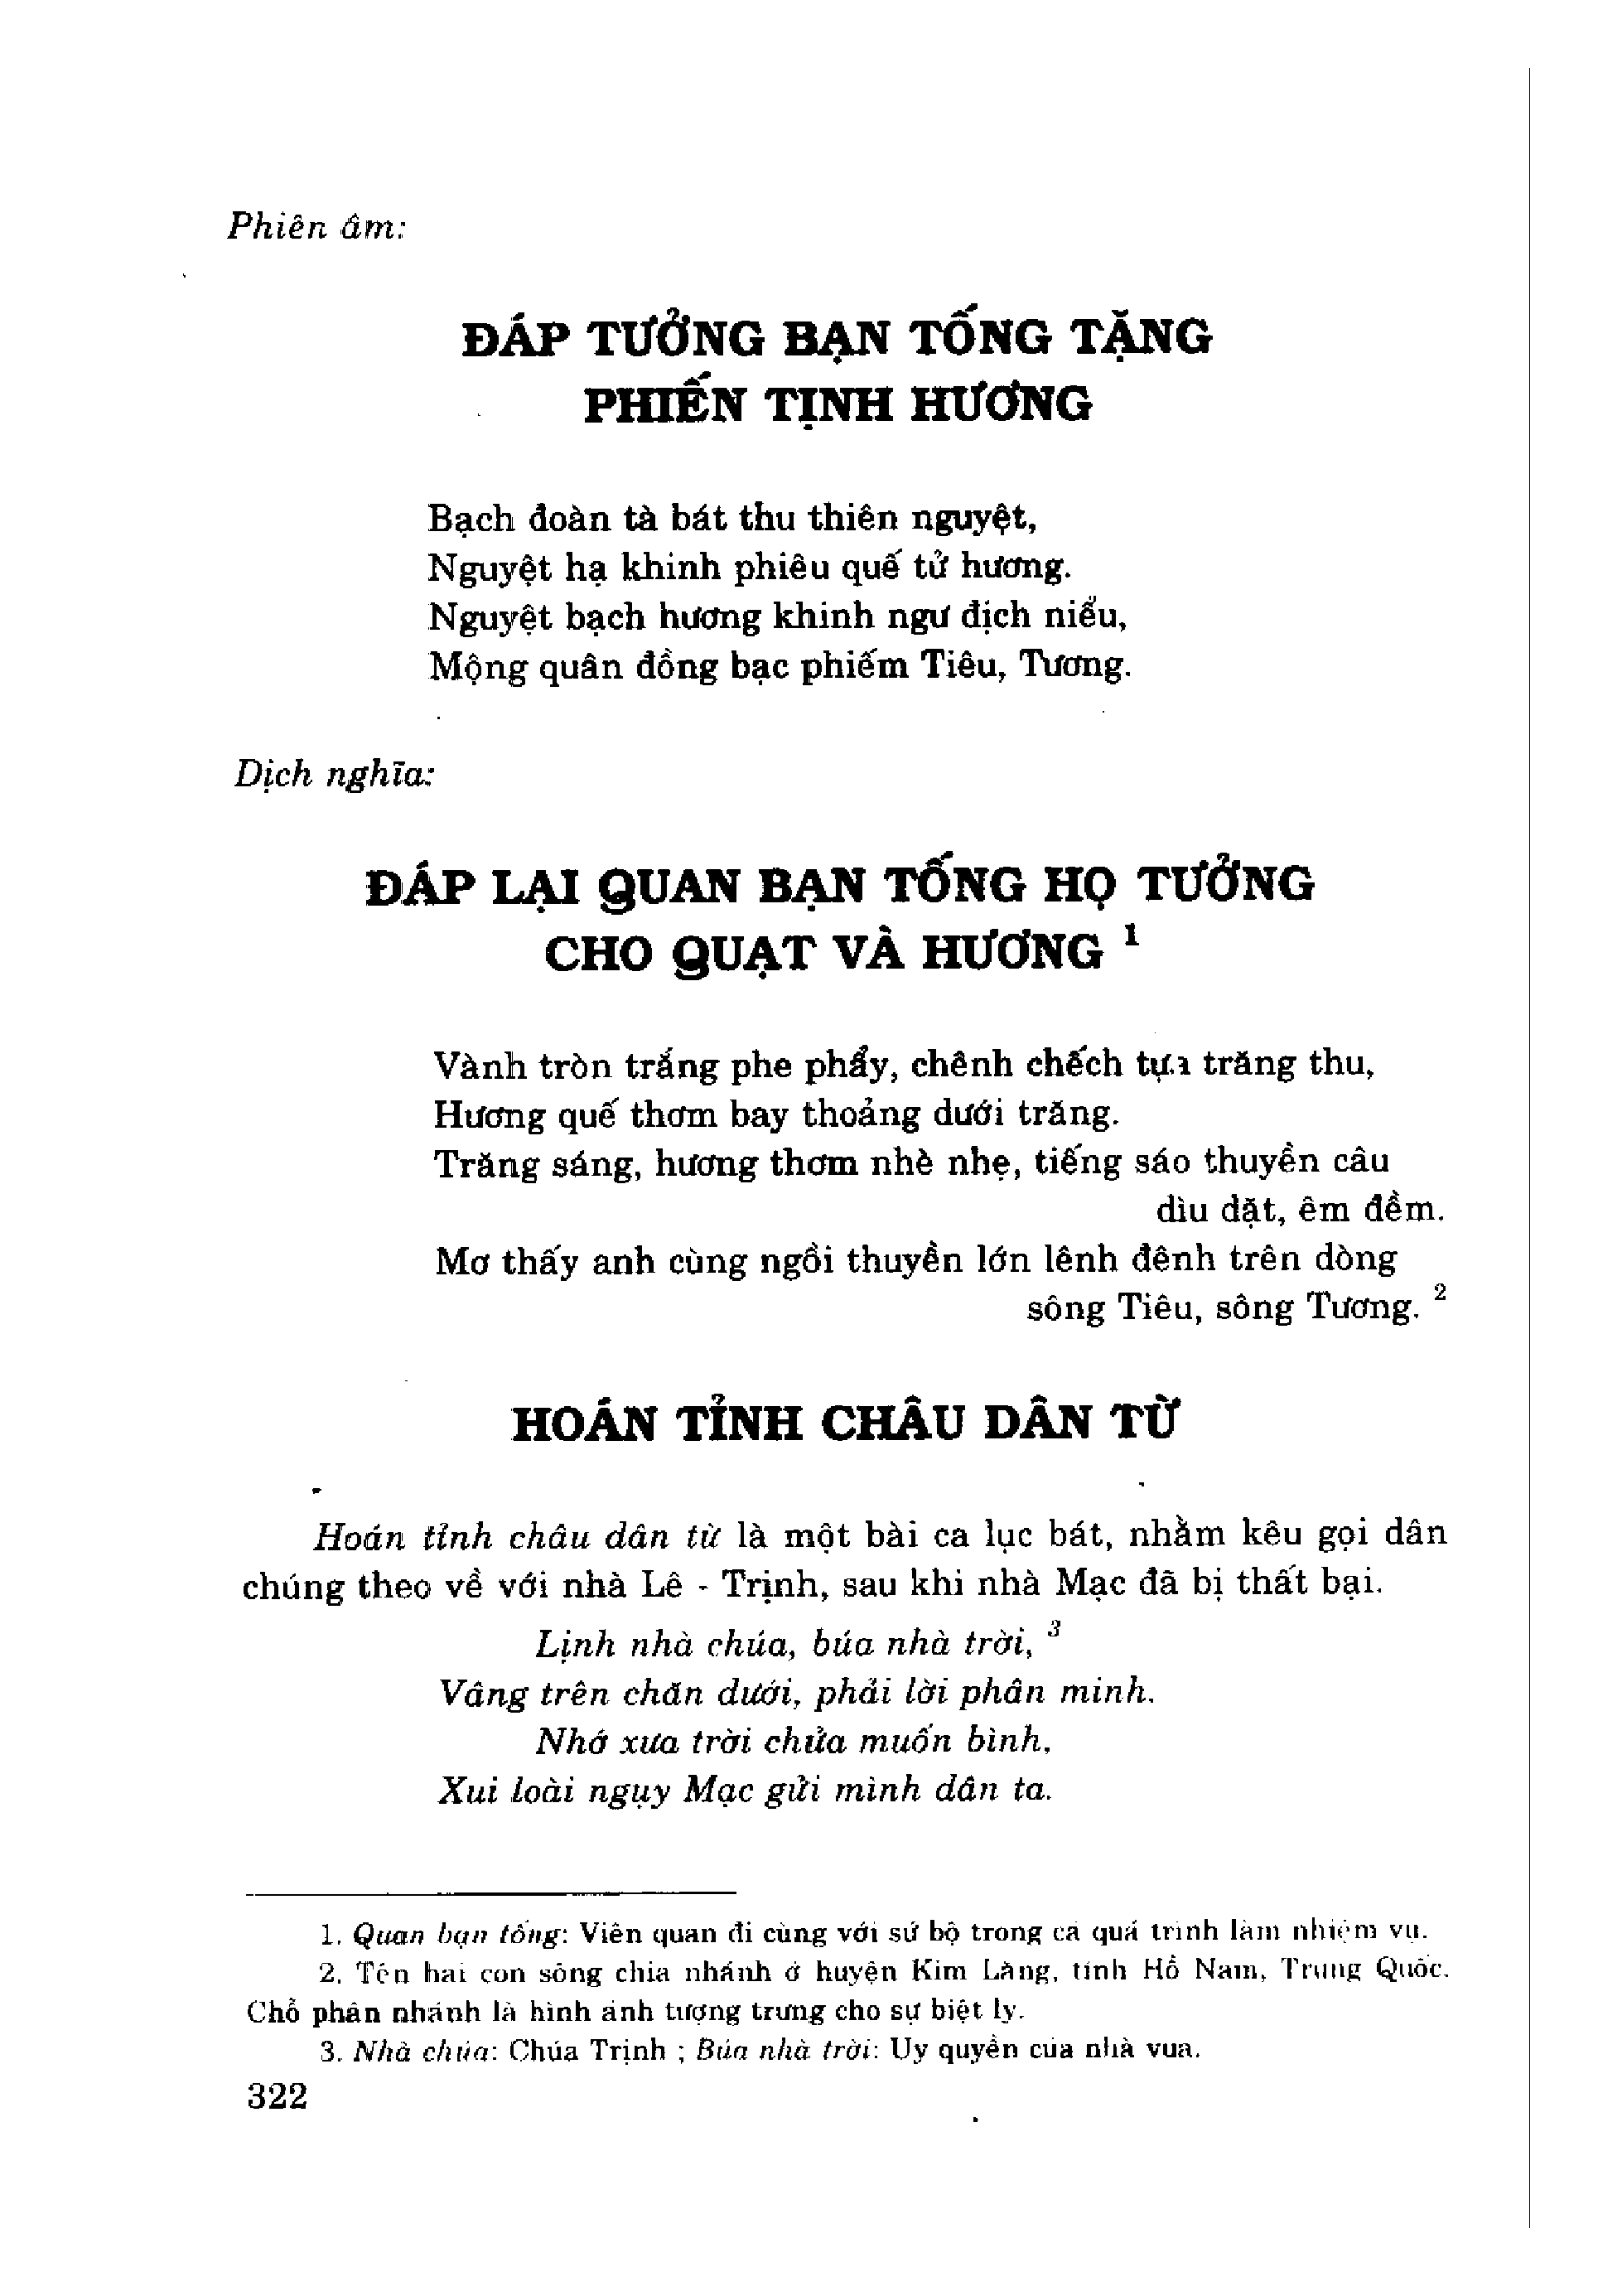 Phiên âm:
ĐÁP TƯỞNG BẠN TỐNG TẶNG
PHIẾN TỊNH HƯƠNG
Bạch đoàn tà bát thu thiên nguyệt,
Nguyệt hạ khinh phiêu quế tử hương.
Nguyệt bạch hương khinh ngư địch niểu,
Mộng quân đồng bạc phiếm Tiêu, Tương.
Dịch nghĩa:
ĐÁP LẠI QUAN BẠN TỐNG HỌ TƯỞNG
CHO QUẠT VÀ HƯƠNG 1
Vành tròn trắng phe phẩy, chênh chếch tựa trăng thu,
Hương quế thơm bay thoảng dưới trăng.
Trăng sáng, hương thơm nhè nhẹ, tiếng sáo thuyền câu
dìu dặt, êm đềm.
Mơ thấy anh cùng ngồi thuyền lớn lênh đênh trên dòng
sông Tiêu, sông Tương. 2
HOÁN TỈNH CHÂU DÂN TỪ
Hoán tỉnh châu dân từ là một bài ca lục bát, nhằm kêu gọi dân
chúng theo về với nhà Lê - Trịnh, sau khi nhà Mạc đã bị thất bại.
Lịnh nhà chúa, búa nhà trời, 3
Vâng trên chăn dưới, phải lời phân minh.
Nhớ xưa trời chửa muốn bình,
Xui loài ngụy Mạc gửi mình dân ta.
1. Quan bạn tống: Viên quan đi cùng với sứ bộ trong cả quá trình làm nhiệm vụ.
2. Tên hai con sông chia nhánh ở huyện Kim Lăng, tỉnh Hồ Nam, Trung Quốc.
Chỗ phân nhánh là hình ảnh tượng trưng cho sự biệt ly.
3. Nhà chúa: Chúa Trịnh ; Búa nhà trời: Uy quyền của nhà vua.
322